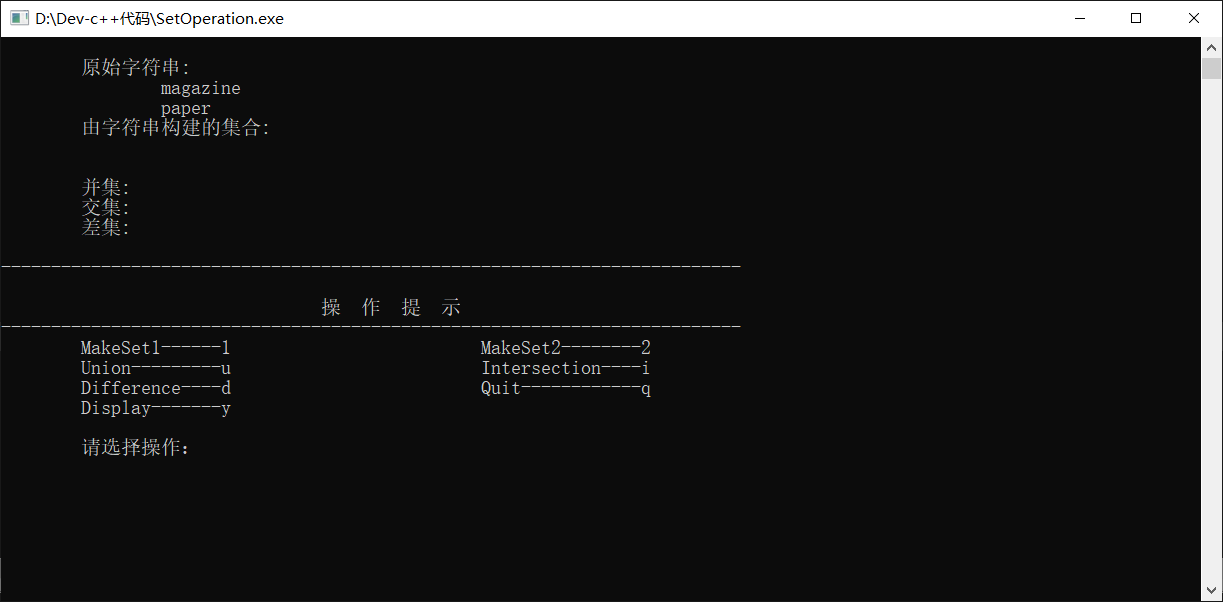 D:\Dev-c++代码\SetOperation.exe
原始字符串:
magazine
paper
由字符串构建的集合:
并集:
交集:
差集:
--------------------------------------------------------------------------
操 作 提 示
--------------------------------------------------------------------------
MakeSet1------1 MakeSet2--------2
Union---------u Intersection----i
Difference----d Quit------------q
Display-------y
请选择操作：